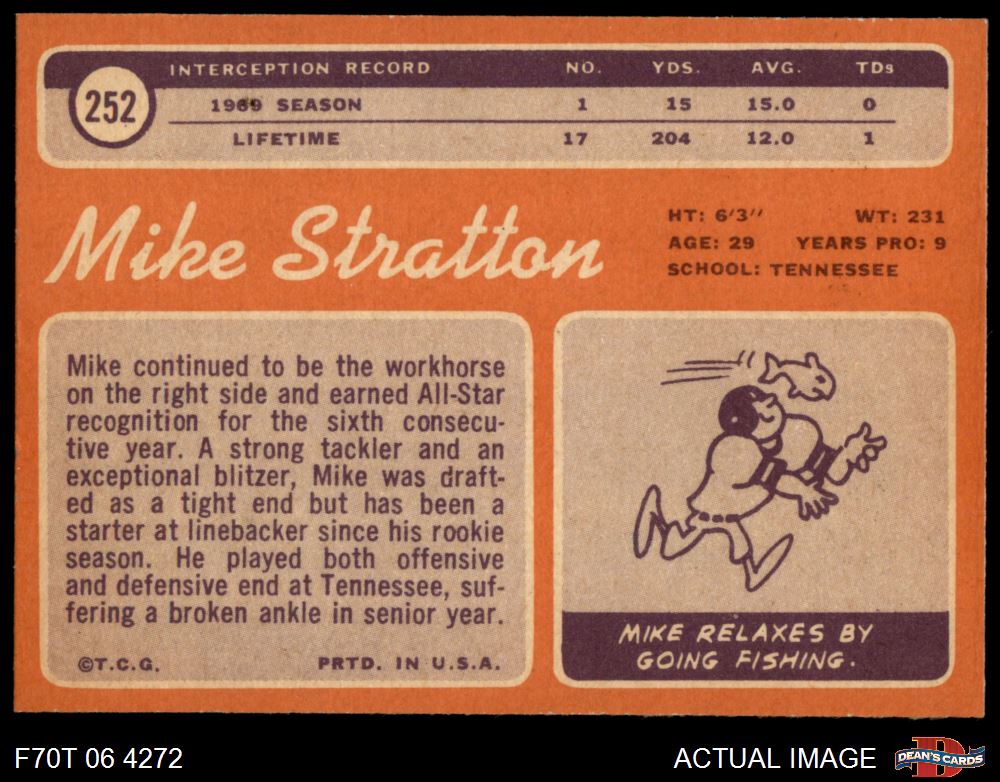 INTERCEPTION RECORD NO. YDS. AVG. TDs
252
1969 SEASON 1 15 15.0 0
LIFETIME 17 204 12.0 1
Mike Stratton
HT: 6'3" WT: 231
AGE: 29 YEARS PRO: 9
SCHOOL: TENNESSEE
Mike continued to be the workhorse
on the right side and earned All-Star
recognition for the sixth consecu-
tive year. A strong tackler and an
exceptional blitzer, Mike was draft-
ed as a tight end but has been a
starter at linebacker since his rookie
season. He played both offensive
and defensive end at Tennessee, suf-
fering a broken ankle in senior year.
©T.C.G. PRTD. IN U.S.A.
MIKE RELAXES BY
GOING FISHING.
F70T 06 4272 ACTUAL IMAGE D DEAN'S CARDS